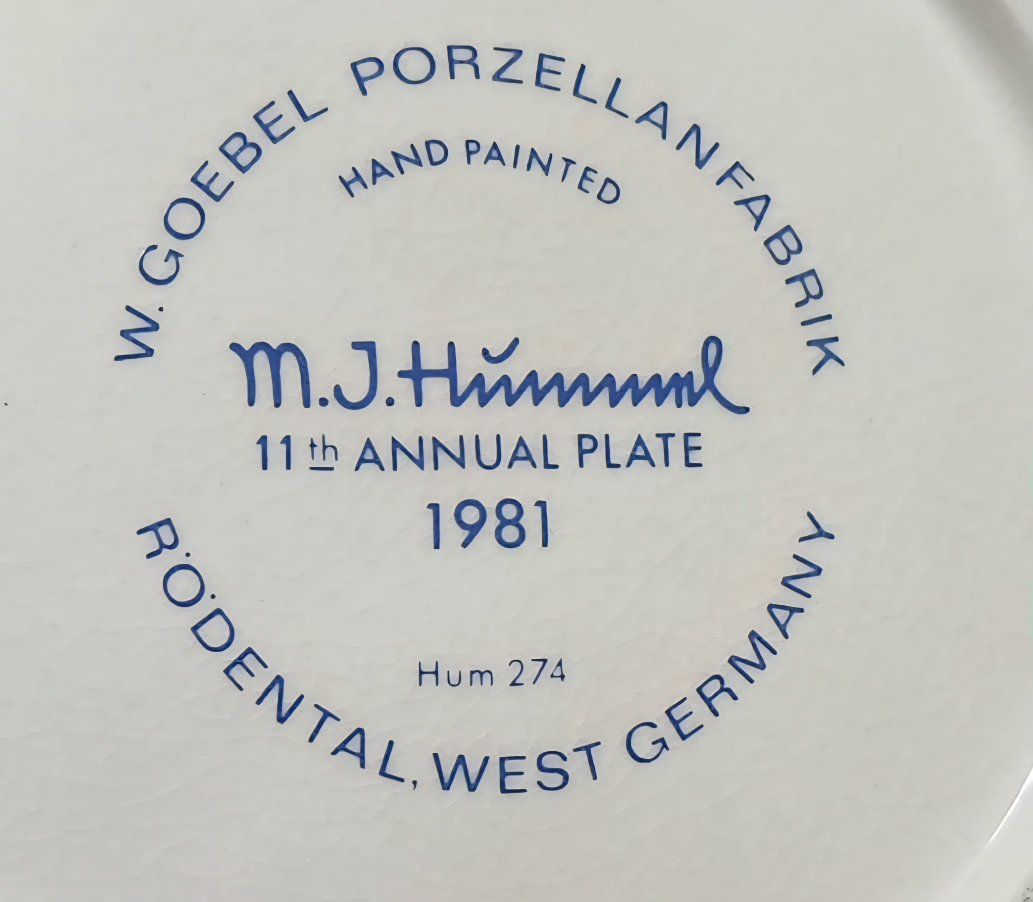 W. GOEBEL PORZELLANFABRIK
HAND PAINTED
M.J. Hummel
11th ANNUAL PLATE
1981
Hum 274
RÖDENTAL, WEST GERMANY